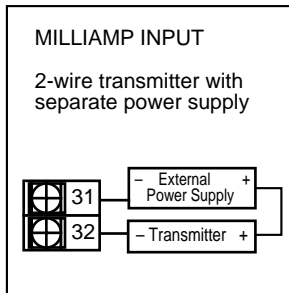 MILLIAMP INPUT
2-wire transmitter with
separate power supply
31
– External +
Power Supply
32
– Transmitter +